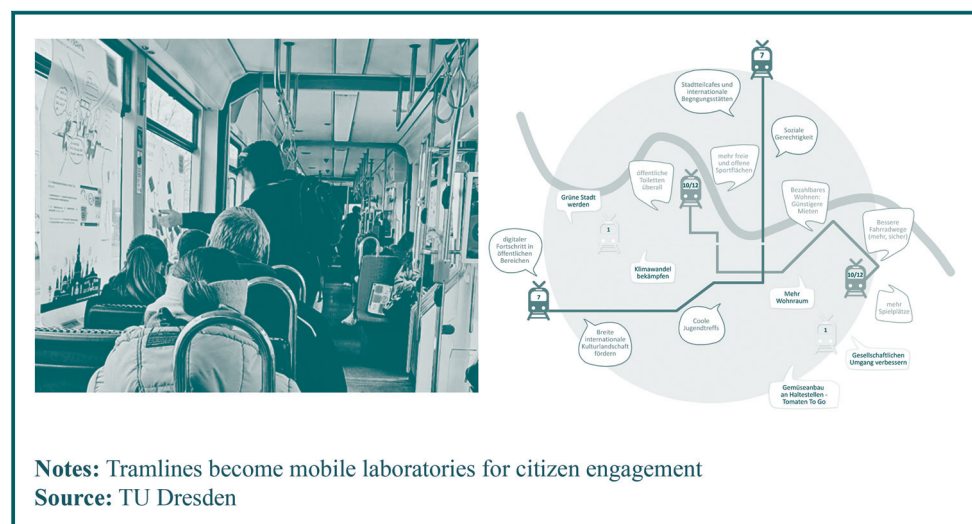 7
Stadtteilcafes und
internationale
Begngungsstätten
Soziale
Gerechtigkeit
mehr freie
und offene
Sportflächen
öffentliche
Toiletten
überall
10/12
Bezahlbares
Wohnen:
Günstigere
Mieten
Grüne Stadt
werden
1
Bessere
Fahrradwege
(mehr, sicher)
digitaler
Fortschritt in
öffentlichen
Bereichen
Klimawandel
bekämpfen
10/12
7
Mehr
Wohnraum
mehr
Spielplätze
Coole
Jugendtreffs
Breite
internationale
Kulturlandschaft
fördern
1
Gesellschaftlichen
Umgang verbessern
Gemüseanbau
an Haltestellen -
Tomaten To Go
Notes: Tramlines become mobile laboratories for citizen engagement
Source: TU Dresden